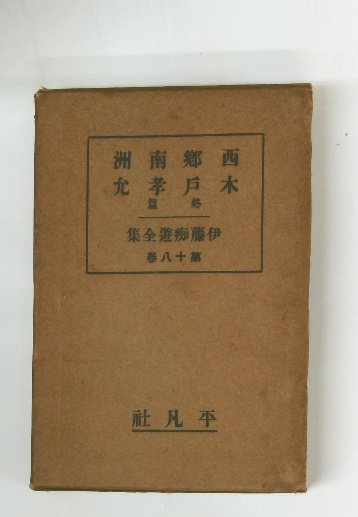 西郷南洲
木戸孝允
終篇
伊藤痴遊全集
第十八卷
平凡社